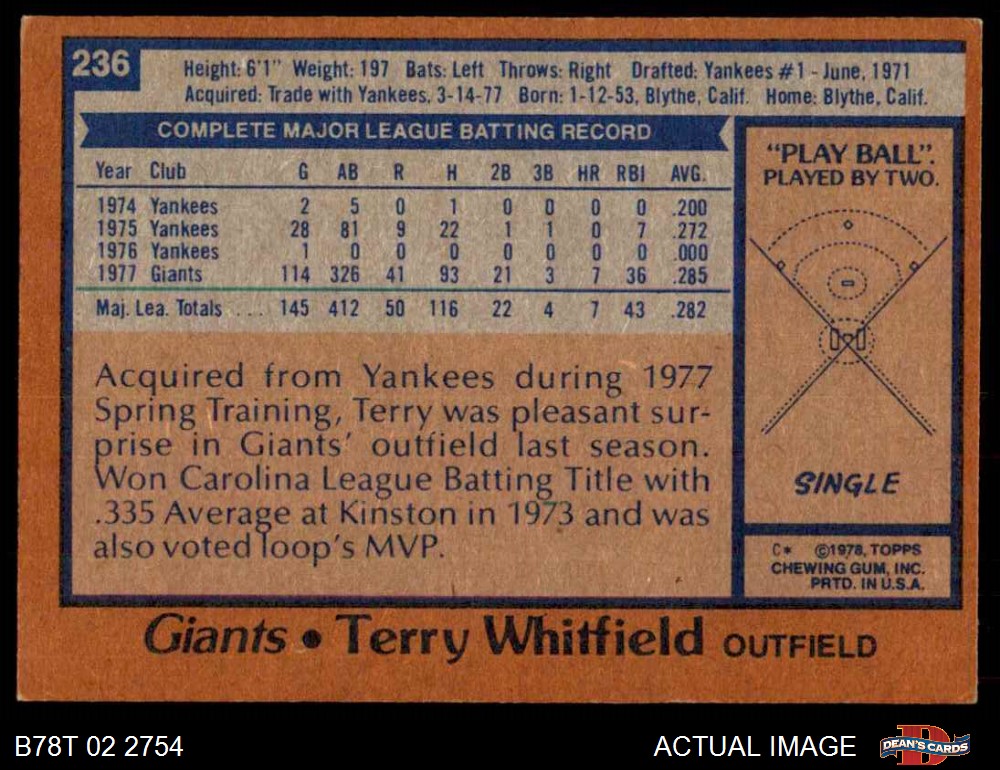 236
Height: 6'1" Weight: 197 Bats: Left Throws: Right Drafted: Yankees #1 - June, 1971
Acquired: Trade with Yankees, 3-14-77 Born: 1-12-53, Blythe, Calif. Home: Blythe, Calif.
COMPLETE MAJOR LEAGUE BATTING RECORD
Year Club G AB R H 2B 3B HR RBI AVG.
1974 Yankees 2 5 0 1 0 0 0 0 .200
1975 Yankees 28 81 9 22 1 1 0 7 .272
1976 Yankees 1 0 0 0 0 0 0 0 .000
1977 Giants 114 326 41 93 21 3 7 36 .285
Maj. Lea. Totals ... 145 412 50 116 22 4 7 43 .282
Acquired from Yankees during 1977
Spring Training, Terry was pleasant sur-
prise in Giants' outfield last season.
Won Carolina League Batting Title with
.335 Average at Kinston in 1973 and was
also voted loop's MVP.
"PLAY BALL".
PLAYED BY TWO.
SINGLE
C* ©1978, TOPPS
CHEWING GUM, INC.
PRTD. IN U.S.A.
Giants • Terry Whitfield OUTFIELD
B78T 02 2754
ACTUAL IMAGE
DEAN'S CARDS